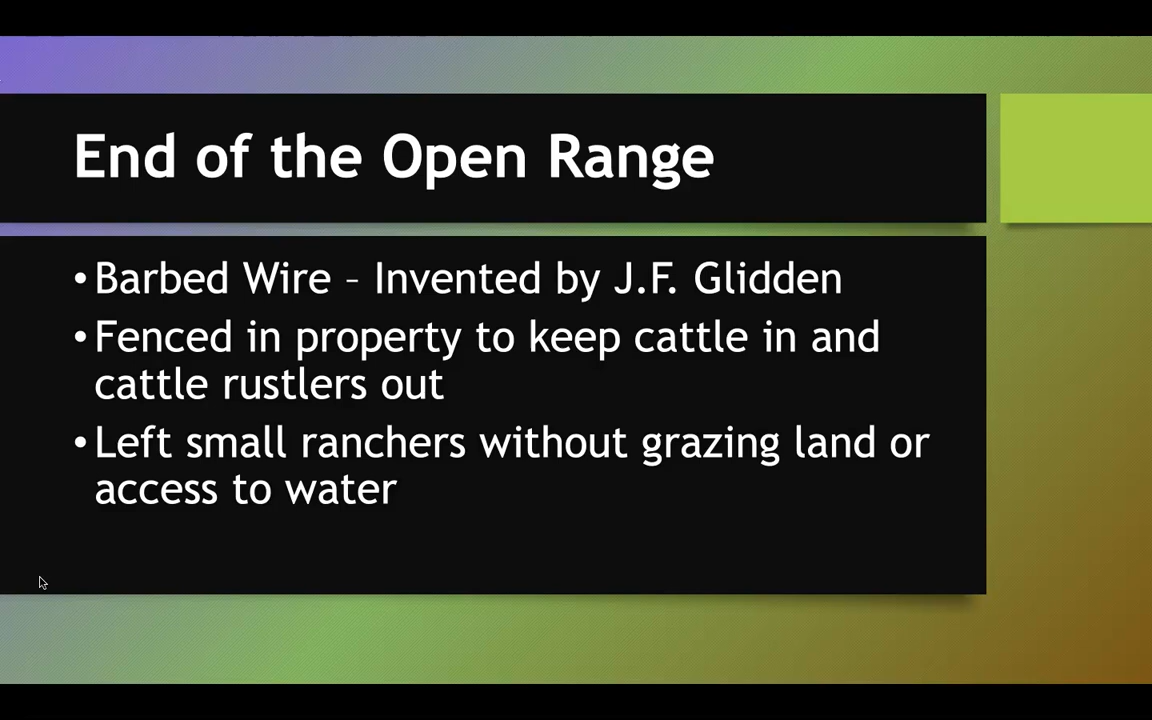 End of the Open Range
•Barbed Wire – Invented by J.F. Glidden
•Fenced in property to keep cattle in and
cattle rustlers out
•Left small ranchers without grazing land or
access to water